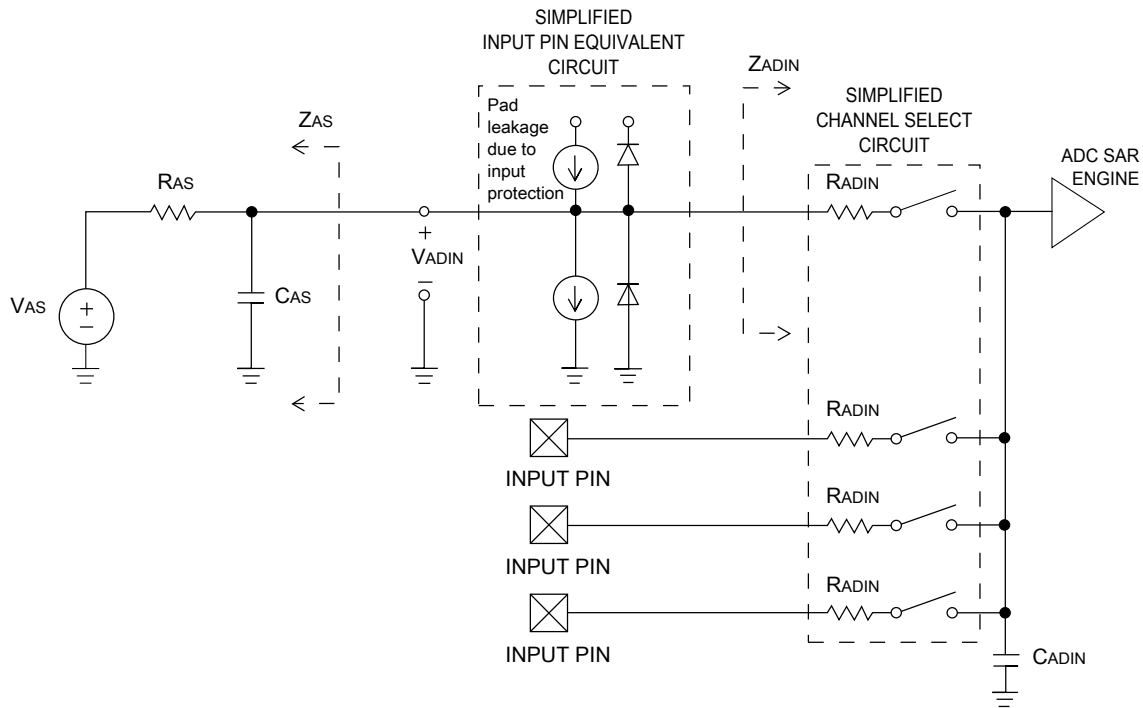 SIMPLIFIED
INPUT PIN EQUIVALENT
CIRCUIT
ZADIN
SIMPLIFIED
CHANNEL SELECT
CIRCUIT
Pad
leakage
due to
input
protection
ZAS
RAS
RADIN
ADC SAR
ENGINE
+
VADIN
–
CAS
VAS
+
–
RADIN
INPUT PIN
RADIN
INPUT PIN
RADIN
INPUT PIN
CADIN